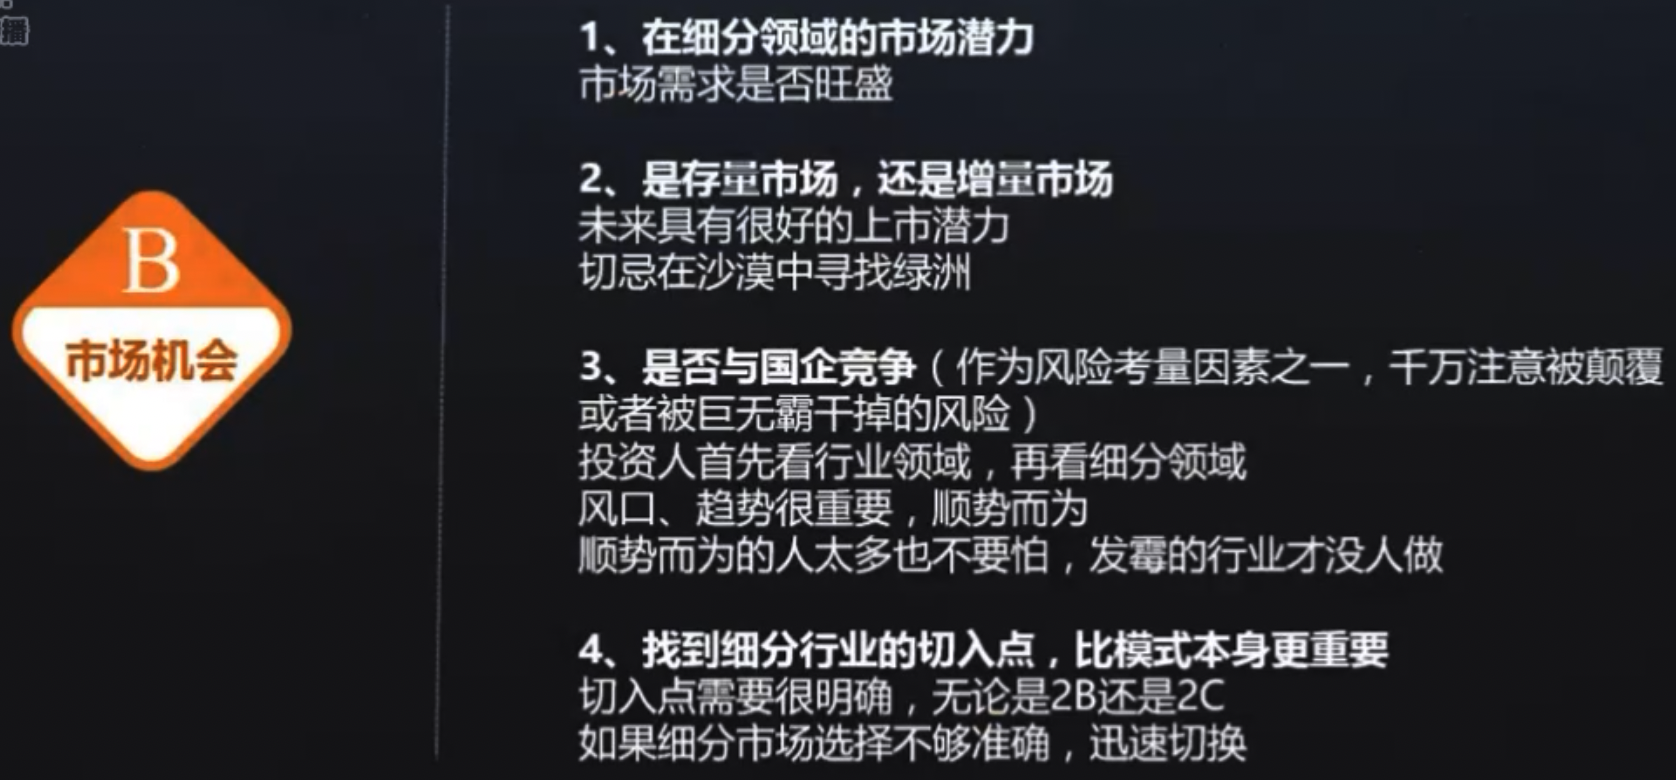 播
B
市场机会
1、在细分领域的市场潜力
市场需求是否旺盛
2、是存量市场，还是增量市场
未来具有很好的上市潜力
切忌在沙漠中寻找绿洲
3、是否与国企竞争（作为风险考量因素之一，千万注意被颠覆
或者被巨无霸干掉的风险）
投资人首先看行业领域，再看细分领域
风口、趋势很重要，顺势而为
顺势而为的人太多也不要怕，发霉的行业才没人做
4、找到细分行业的切入点，比模式本身更重要
切入点需要很明确，无论是2B还是2C
如果细分市场选择不够准确，迅速切换